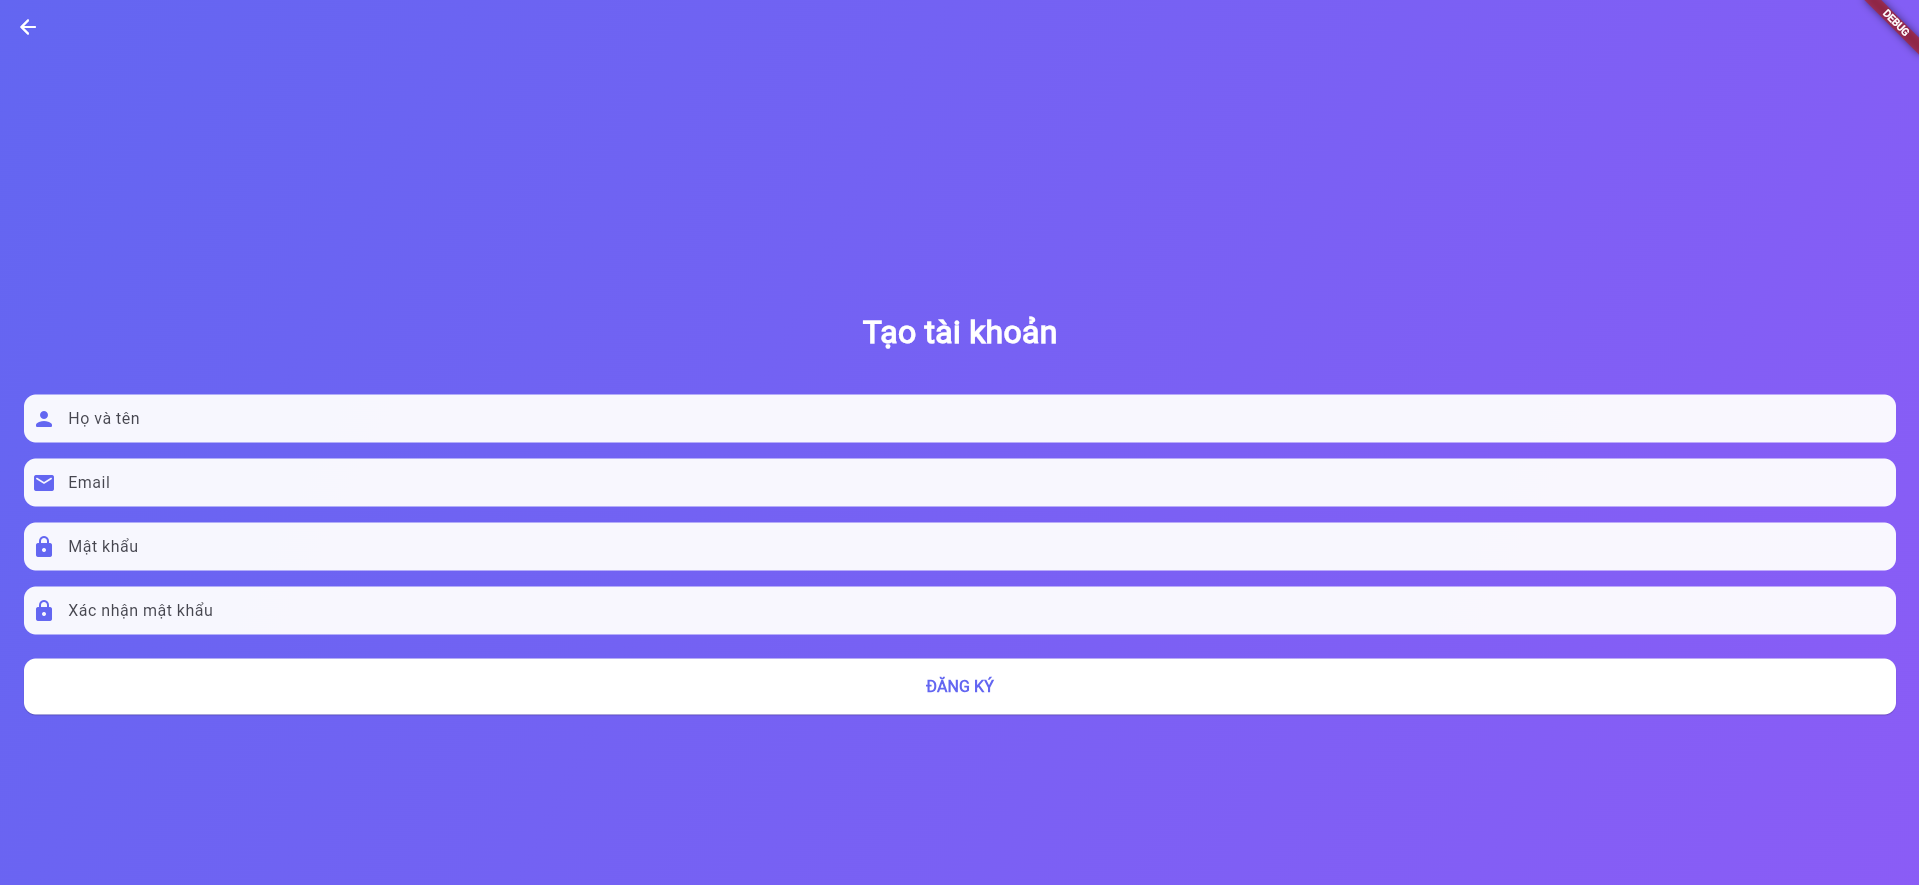 DEBUG
Tạo tài khoản
Họ và tên
Email
Mật khẩu
Xác nhận mật khẩu
ĐĂNG KÝ